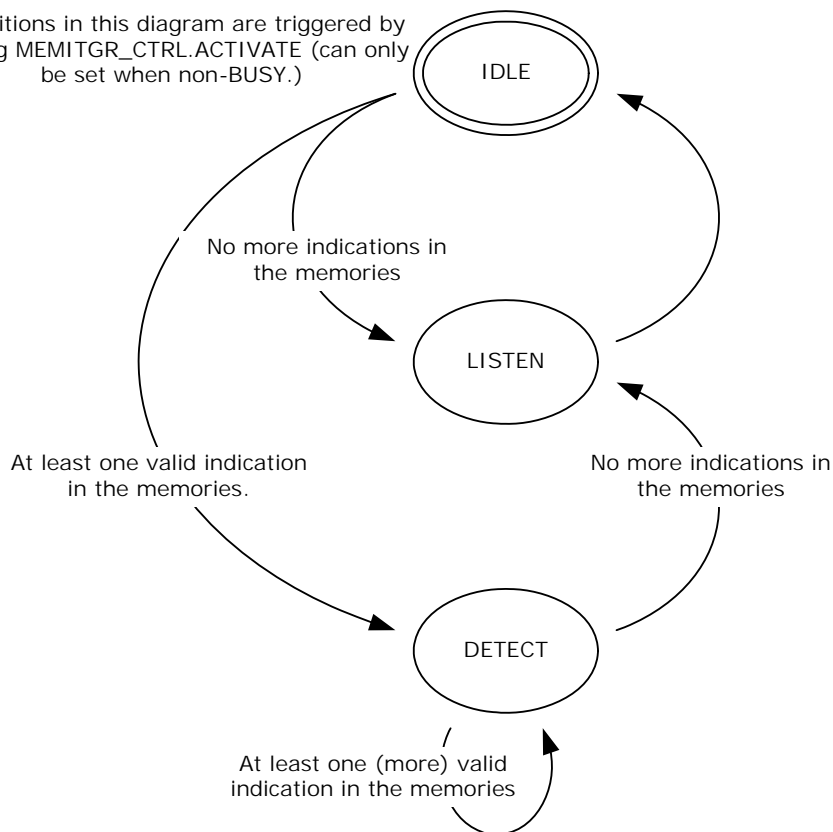 itions in this diagram are triggered by
g MEMITGR_CTRL.ACTIVATE (can only
be set when non-BUSY.)
IDLE
No more indications in
the memories
LISTEN
At least one valid indication
in the memories.
No more indications in
the memories
DETECT
At least one (more) valid
indication in the memories